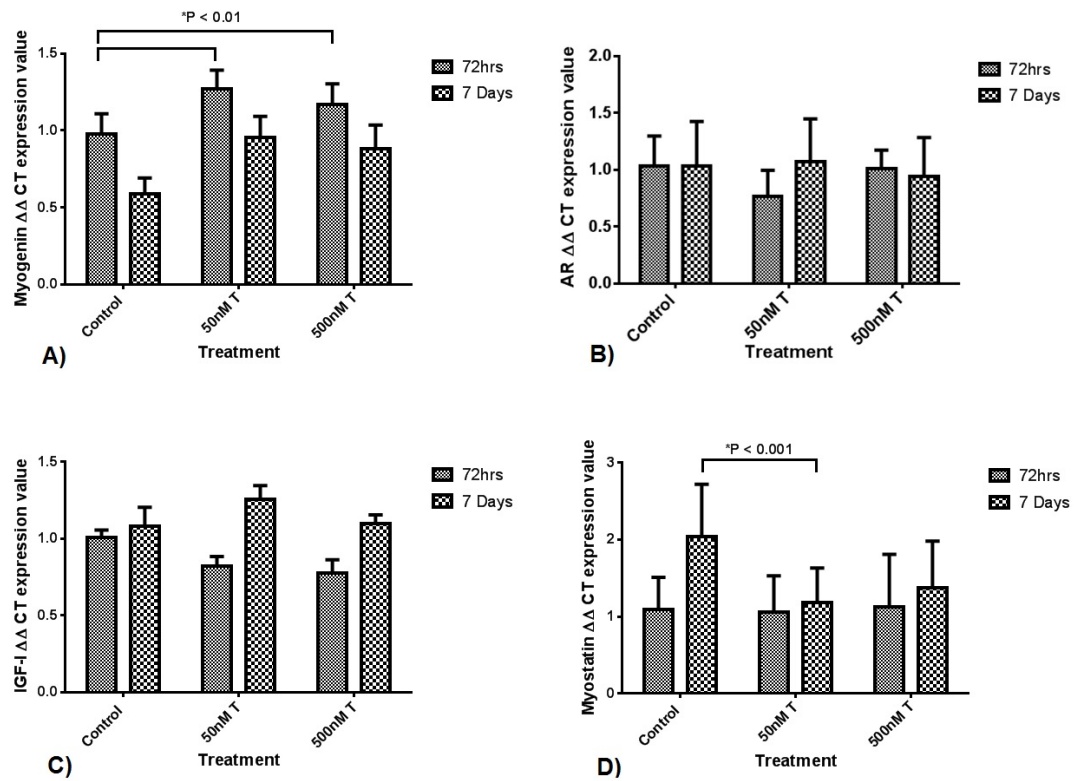 *P < 0.01
Myogenin ΔΔ CT expression value
1.5
1.0
0.5
0.0
Control
50nM T
500nM T
Treatment
72hrs
7 Days
A)
AR ΔΔ CT expression value
2.0
1.5
1.0
0.5
0.0
Control
50nM T
500nM T
Treatment
72hrs
7 Days
B)
IGF-I ΔΔ CT expression value
1.5
1.0
0.5
0.0
Control
50nM T
500nM T
Treatment
72hrs
7 Days
C)
*P < 0.001
Myostatin ΔΔ CT expression value
3
2
1
0
Control
50nM T
500nM T
Treatment
72hrs
7 Days
D)